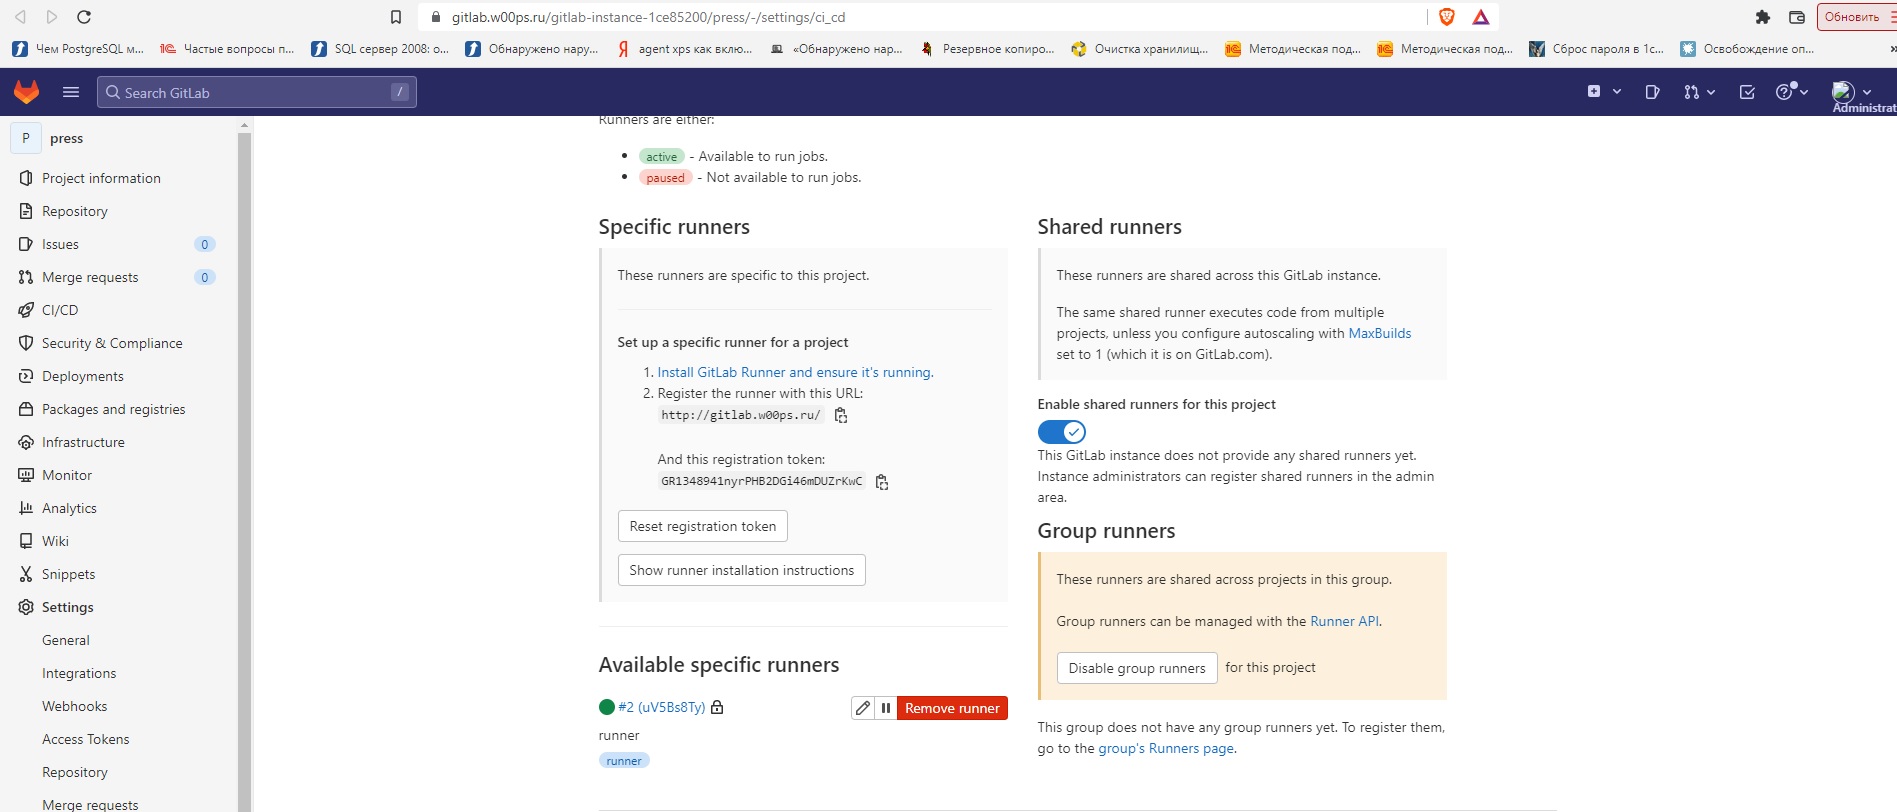 gitlab.w00ps.ru/gitlab-instance-1ce85200/press/-/settings/ci_cd
Обновить
Чем PostgreSQL м...
Частые вопросы п...
SQL сервер 2008: о...
Обнаружено нару...
agent xps как вклю...
«Обнаружено нар...
Резервное копиро...
Очистка хранилищ...
Методическая под...
Методическая под...
Сброс пароля в 1с...
Освобождение оп...
Search GitLab
/
Administrat
P press
Project information
Repository
Issues 0
Merge requests 0
CI/CD
Security & Compliance
Deployments
Packages and registries
Infrastructure
Monitor
Analytics
Wiki
Snippets
Settings
General
Integrations
Webhooks
Access Tokens
Repository
Merge requests
Runners are either:
active - Available to run jobs.
paused - Not available to run jobs.
Specific runners
These runners are specific to this project.
Set up a specific runner for a project
1. Install GitLab Runner and ensure it's running.
2. Register the runner with this URL:
http://gitlab.w00ps.ru/
And this registration token:
GR1348941nyrPHB2DGi46mDUZrKwC
Reset registration token
Show runner installation instructions
Available specific runners
#2 (uV5Bs8Ty)
Remove runner
runner
runner
Shared runners
These runners are shared across this GitLab instance.
The same shared runner executes code from multiple
projects, unless you configure autoscaling with MaxBuilds
set to 1 (which it is on GitLab.com).
Enable shared runners for this project
This GitLab instance does not provide any shared runners yet.
Instance administrators can register shared runners in the admin
area.
Group runners
These runners are shared across projects in this group.
Group runners can be managed with the Runner API.
Disable group runners for this project
This group does not have any group runners yet. To register them,
go to the group's Runners page.